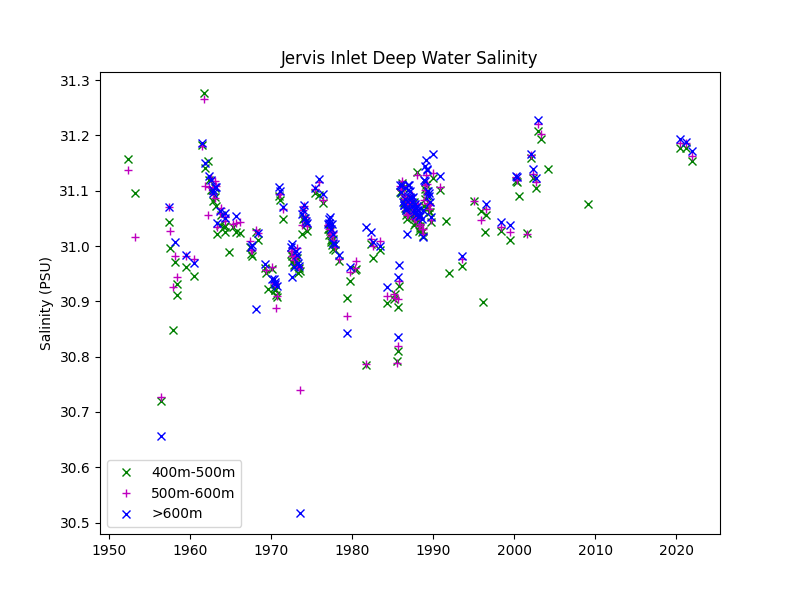 Jervis Inlet Deep Water Salinity
31.3
31.2
31.1
31.0
30.9
30.8
30.7
30.6
30.5
Salinity (PSU)
400m-500m
500m-600m
>600m
1950 1960 1970 1980 1990 2000 2010 2020